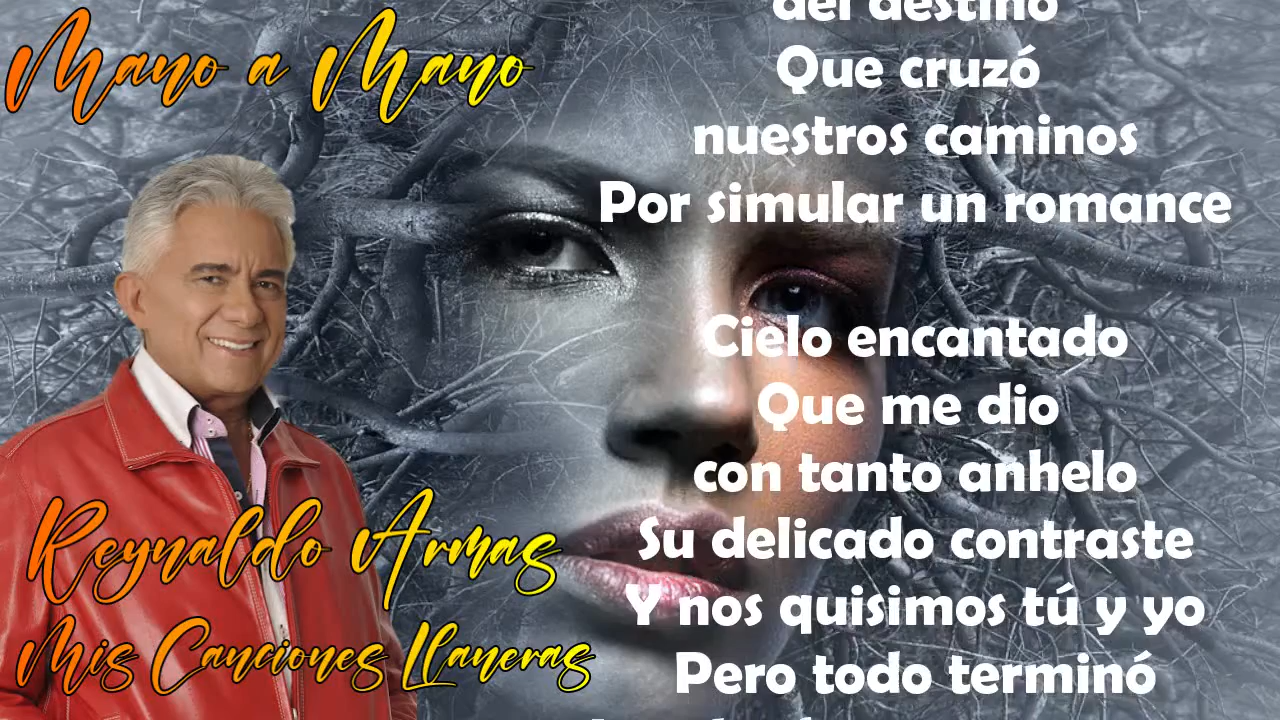 Mano a Mano
Reynaldo Armas
Mis Canciones Llaneras
del destino
Que cruzó
nuestros caminos
Por simular un romance
Cielo encantado
Que me dio
con tanto anhelo
Su delicado contraste
Y nos quisimos tú y yo
Pero todo terminó